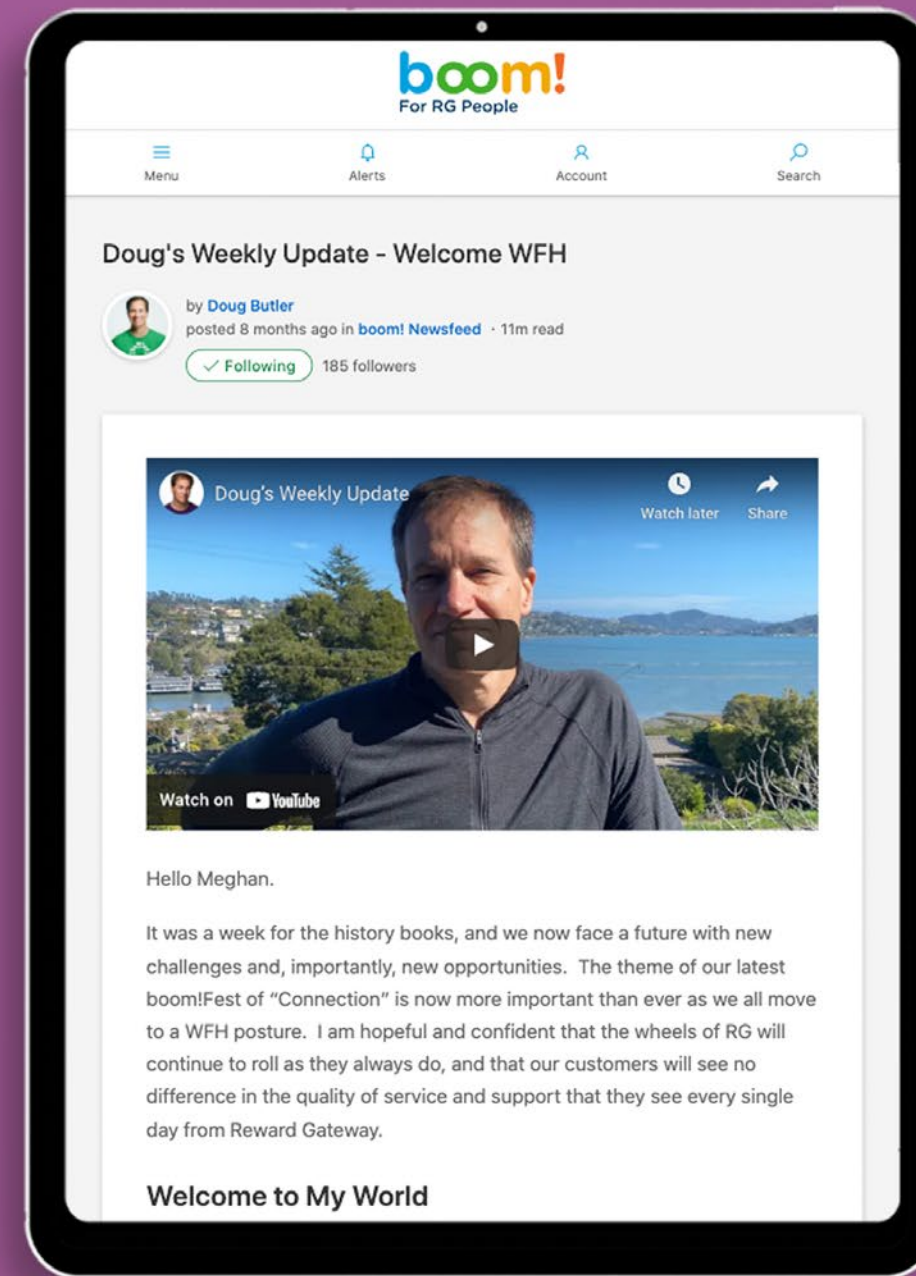 boom!
For RG People
Menu
Alerts
Account
Search
Doug's Weekly Update - Welcome WFH
by Doug Butler
posted 8 months ago in boom! Newsfeed · 11m read
✓ Following
185 followers
Doug's Weekly Update
Watch later
Share
Watch on YouTube
Hello Meghan.
It was a week for the history books, and we now face a future with new
challenges and, importantly, new opportunities.  The theme of our latest
boom!Fest of “Connection” is now more important than ever as we all move
to a WFH posture.  I am hopeful and confident that the wheels of RG will
continue to roll as they always do, and that our customers will see no
difference in the quality of service and support that they see every single
day from Reward Gateway.
Welcome to My World